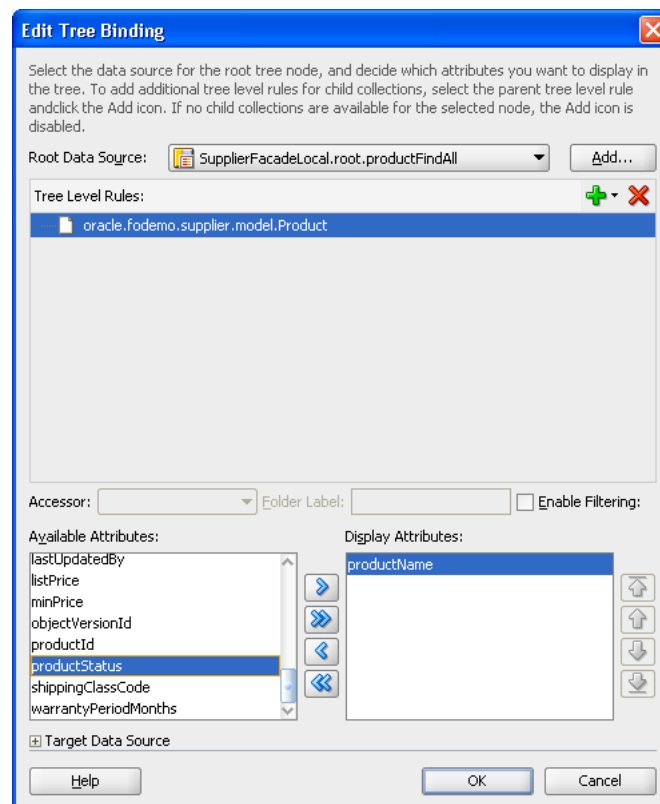 Edit Tree Binding
Select the data source for the root tree node, and decide which attributes you want to display in
the tree. To add additional tree level rules for child collections, select the parent tree level rule
andclick the Add icon. If no child collections are available for the selected node, the Add icon is
disabled.
Root Data Source: SupplierFacadeLocal.root.productFindAll Add...
Tree Level Rules:
oracle.fodemo.supplier.model.Product
Accessor: Folder Label: Enable Filtering:
Available Attributes: Display Attributes:
lastUpdatedBy productName
listPrice
minPrice
objectVersionId
productId
productStatus
shippingClassCode
warrantyPeriodMonths
Target Data Source
Help OK Cancel